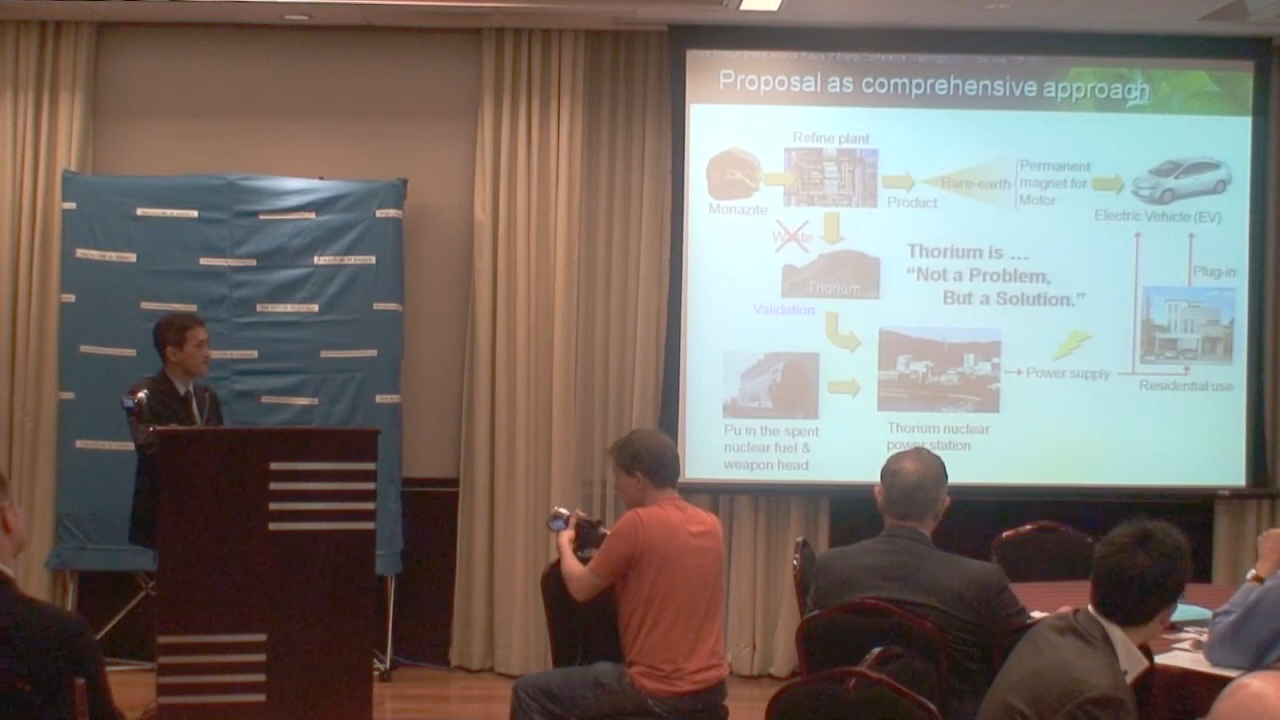 Proposal as comprehensive approach
Refine plant
Monazite
Product
Rare-earth
Permanent
magnet for
Motor
Electric Vehicle (EV)
Waste
Thorium
Thorium is ...
"Not a Problem,
But a Solution."
Plug-in
Validation
Power supply
Residential use
Pu in the spent
nuclear fuel &
weapon head
Thorium nuclear
power station